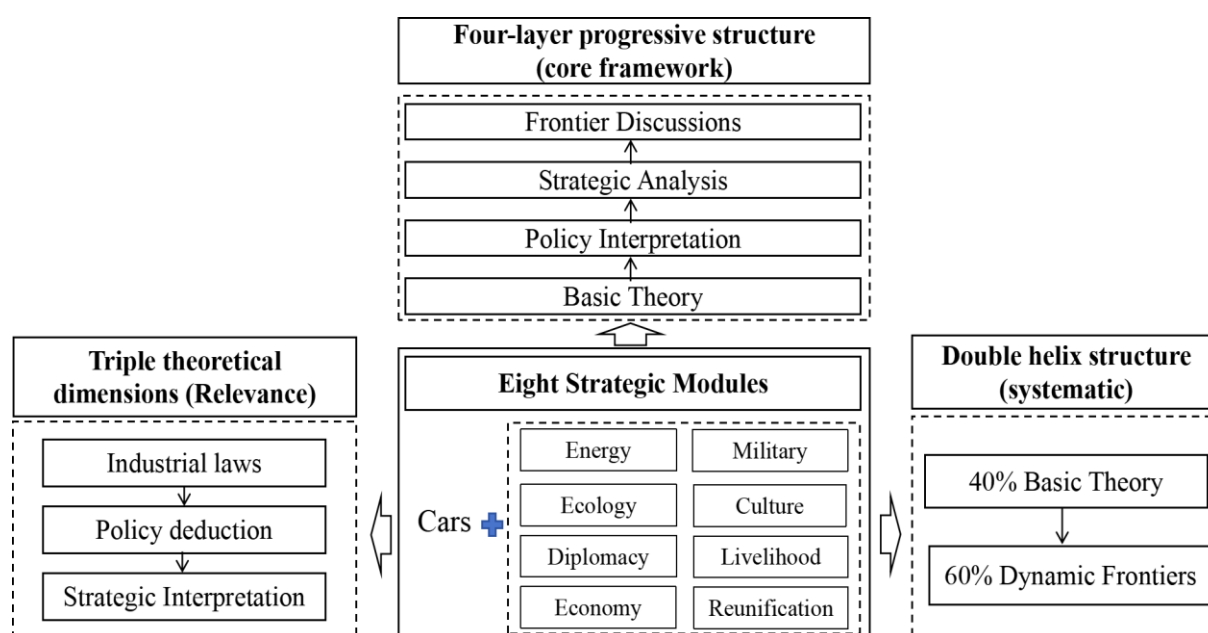 Four-layer progressive structure
(core framework)
Frontier Discussions
Strategic Analysis
Policy Interpretation
Basic Theory
Triple theoretical
dimensions (Relevance)
Industrial laws
Policy deduction
Strategic Interpretation
Eight Strategic Modules
Cars
Energy
Military
Ecology
Culture
Diplomacy
Livelihood
Economy
Reunification
Double helix structure
(systematic)
40% Basic Theory
60% Dynamic Frontiers